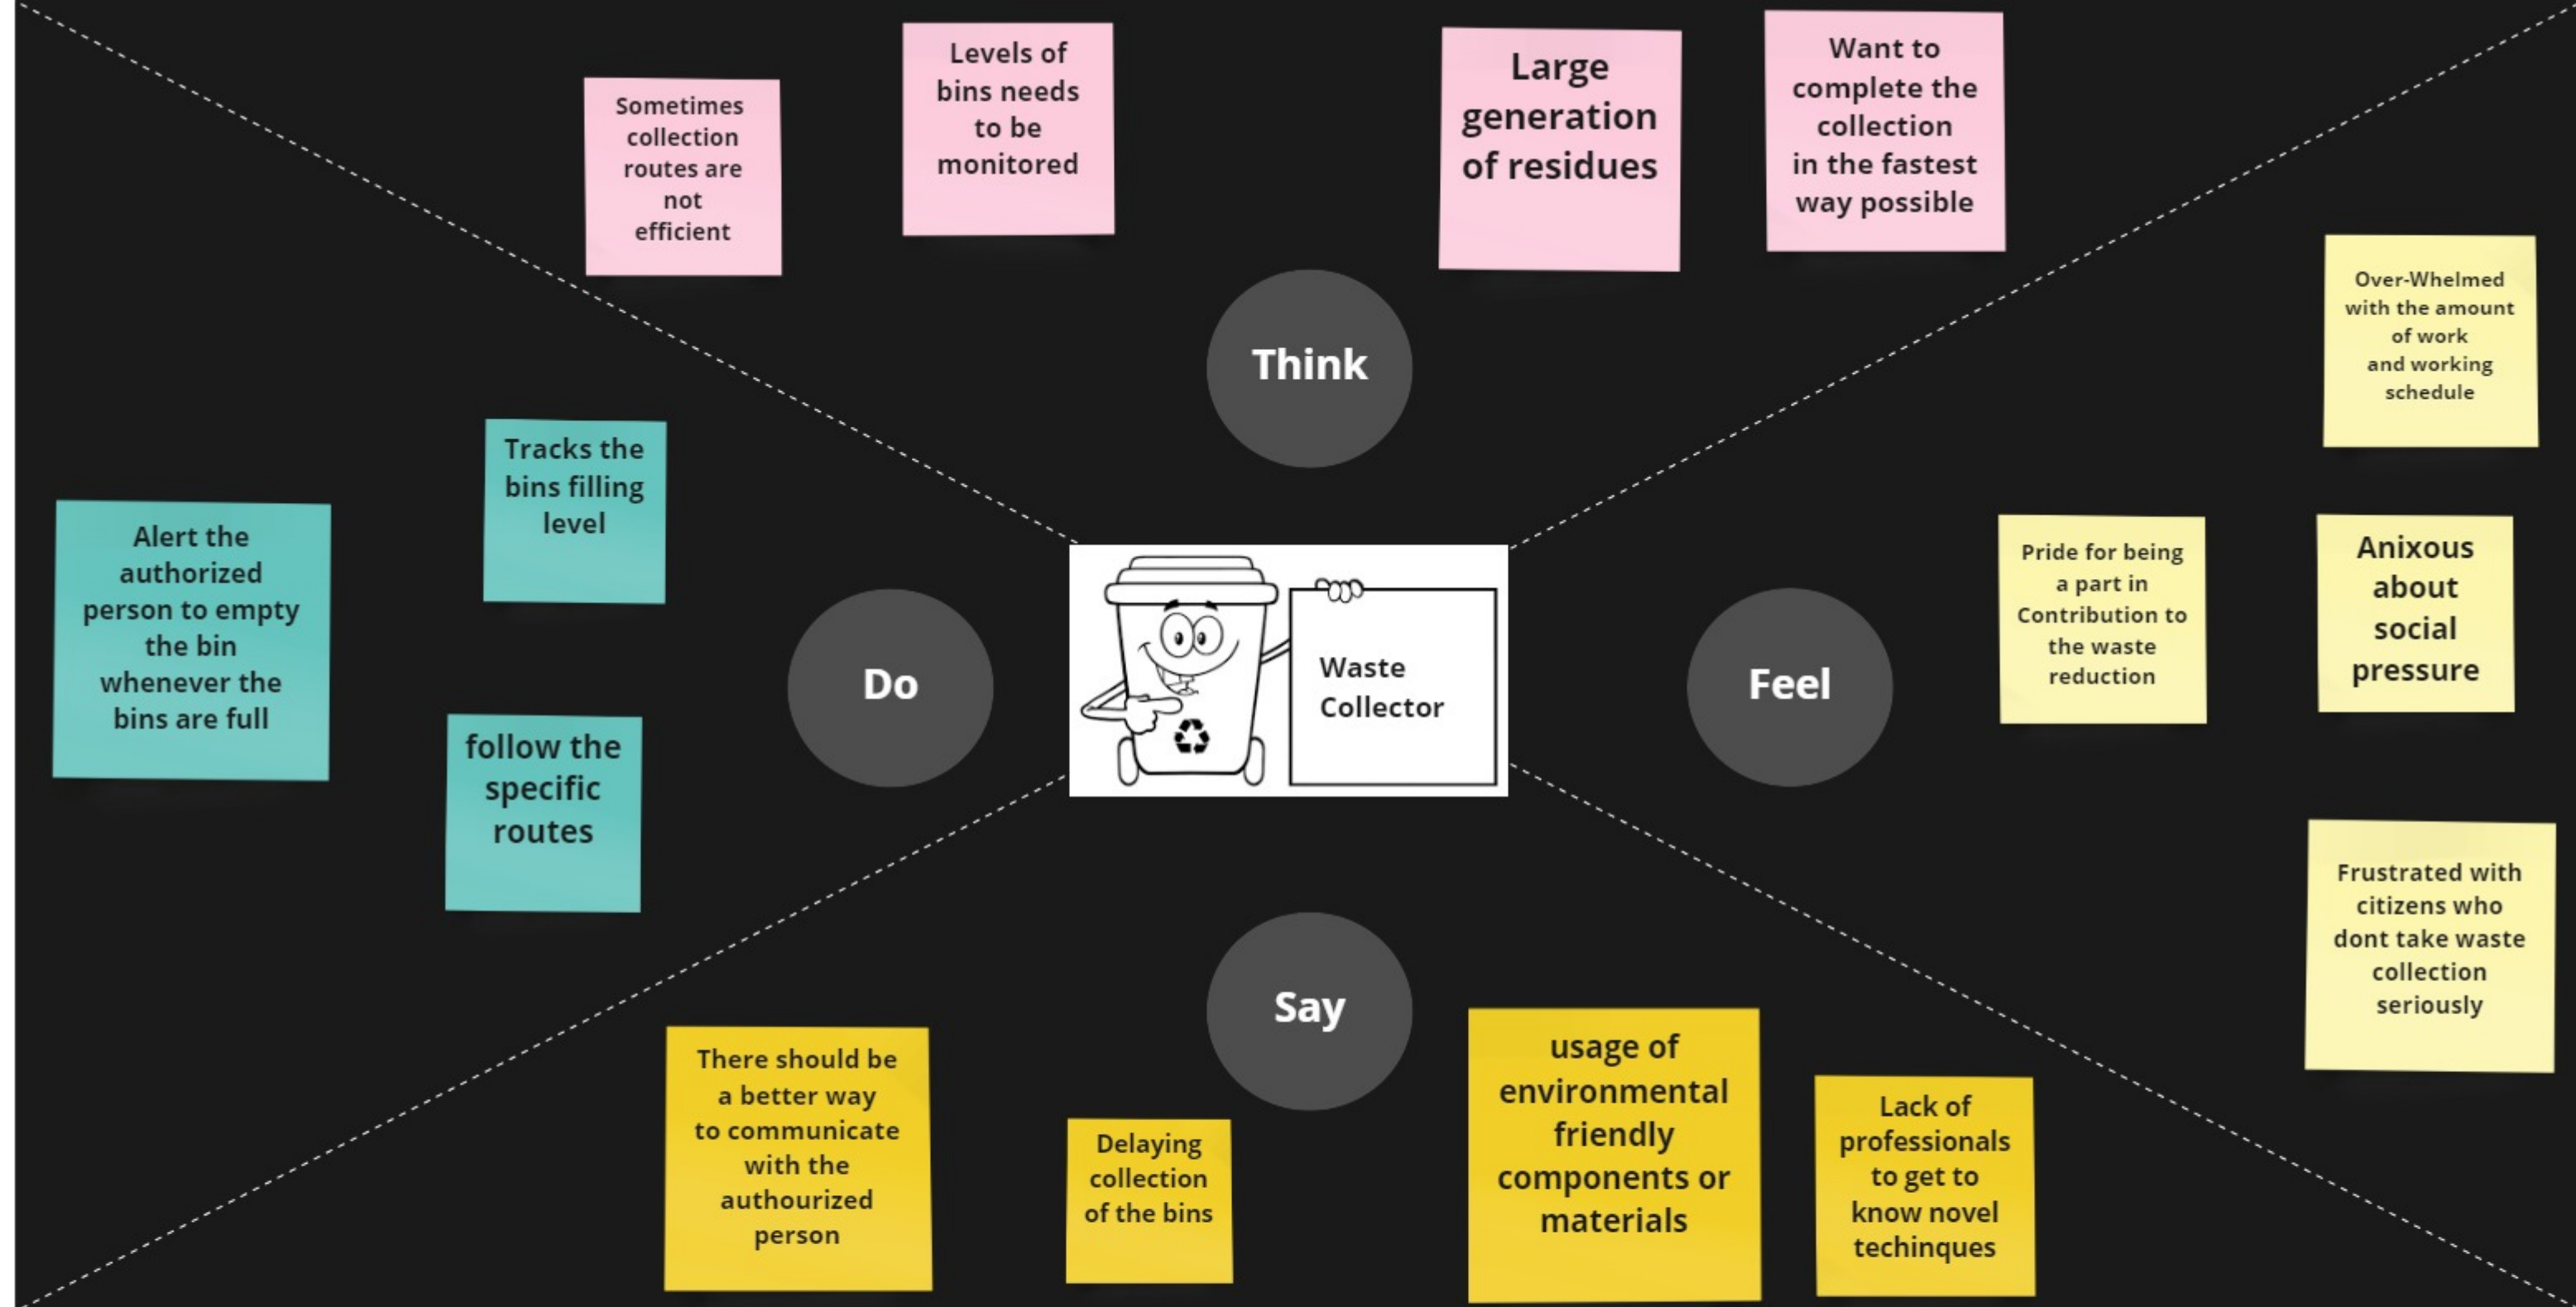 Sometimes
collection
routes are
not
efficient
Levels of
bins needs
to be
monitored
Large
generation
of residues
Want to
complete the
collection
in the fastest
way possible
Think
Over-Whelmed
with the amount
of work
and working
schedule
Tracks the
bins filling
level
Alert the
authorized
person to empty
the bin
whenever the
bins are full
follow the
specific
routes
Do
Waste
Collector
Feel
Pride for being
a part in
Contribution to
the waste
reduction
Anixous
about
social
pressure
Frustrated with
citizens who
dont take waste
collection
seriously
Say
There should be
a better way
to communicate
with the
authourized
person
Delaying
collection
of the bins
usage of
environmental
friendly
components or
materials
Lack of
professionals
to get to
know novel
techinques